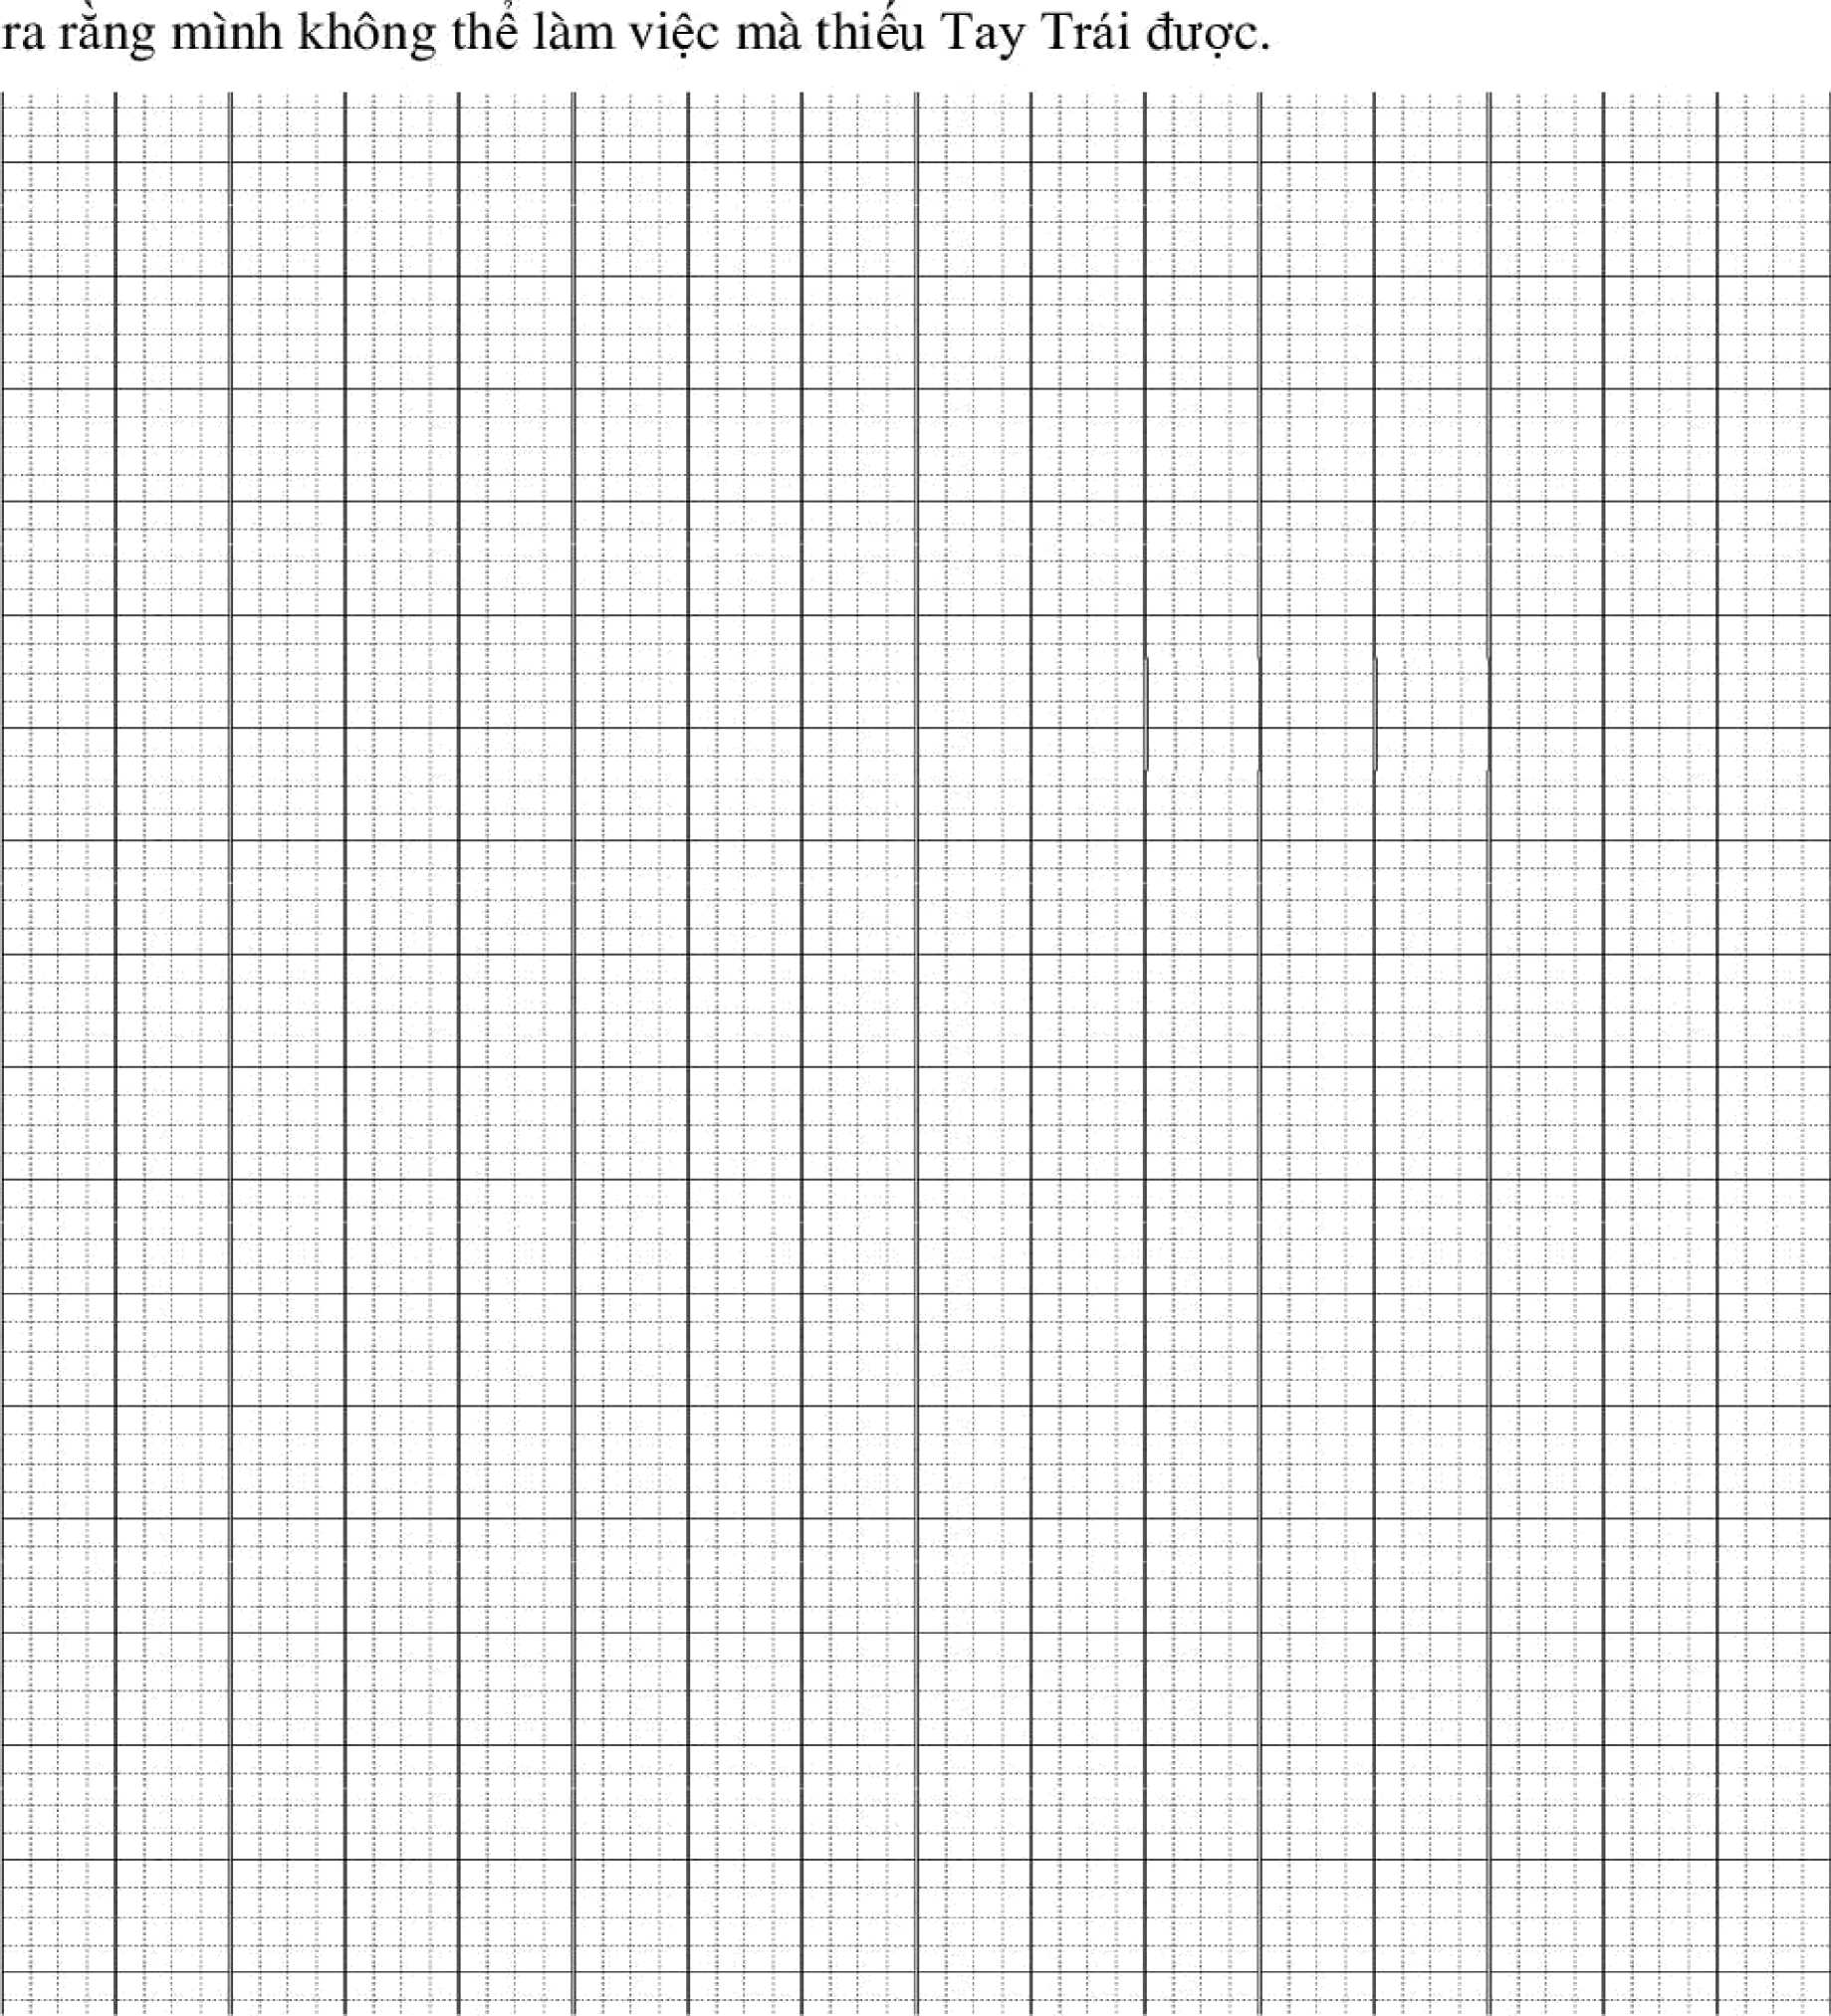 ra rằng mình không thể làm việc mà thiếu Tay Trái được.